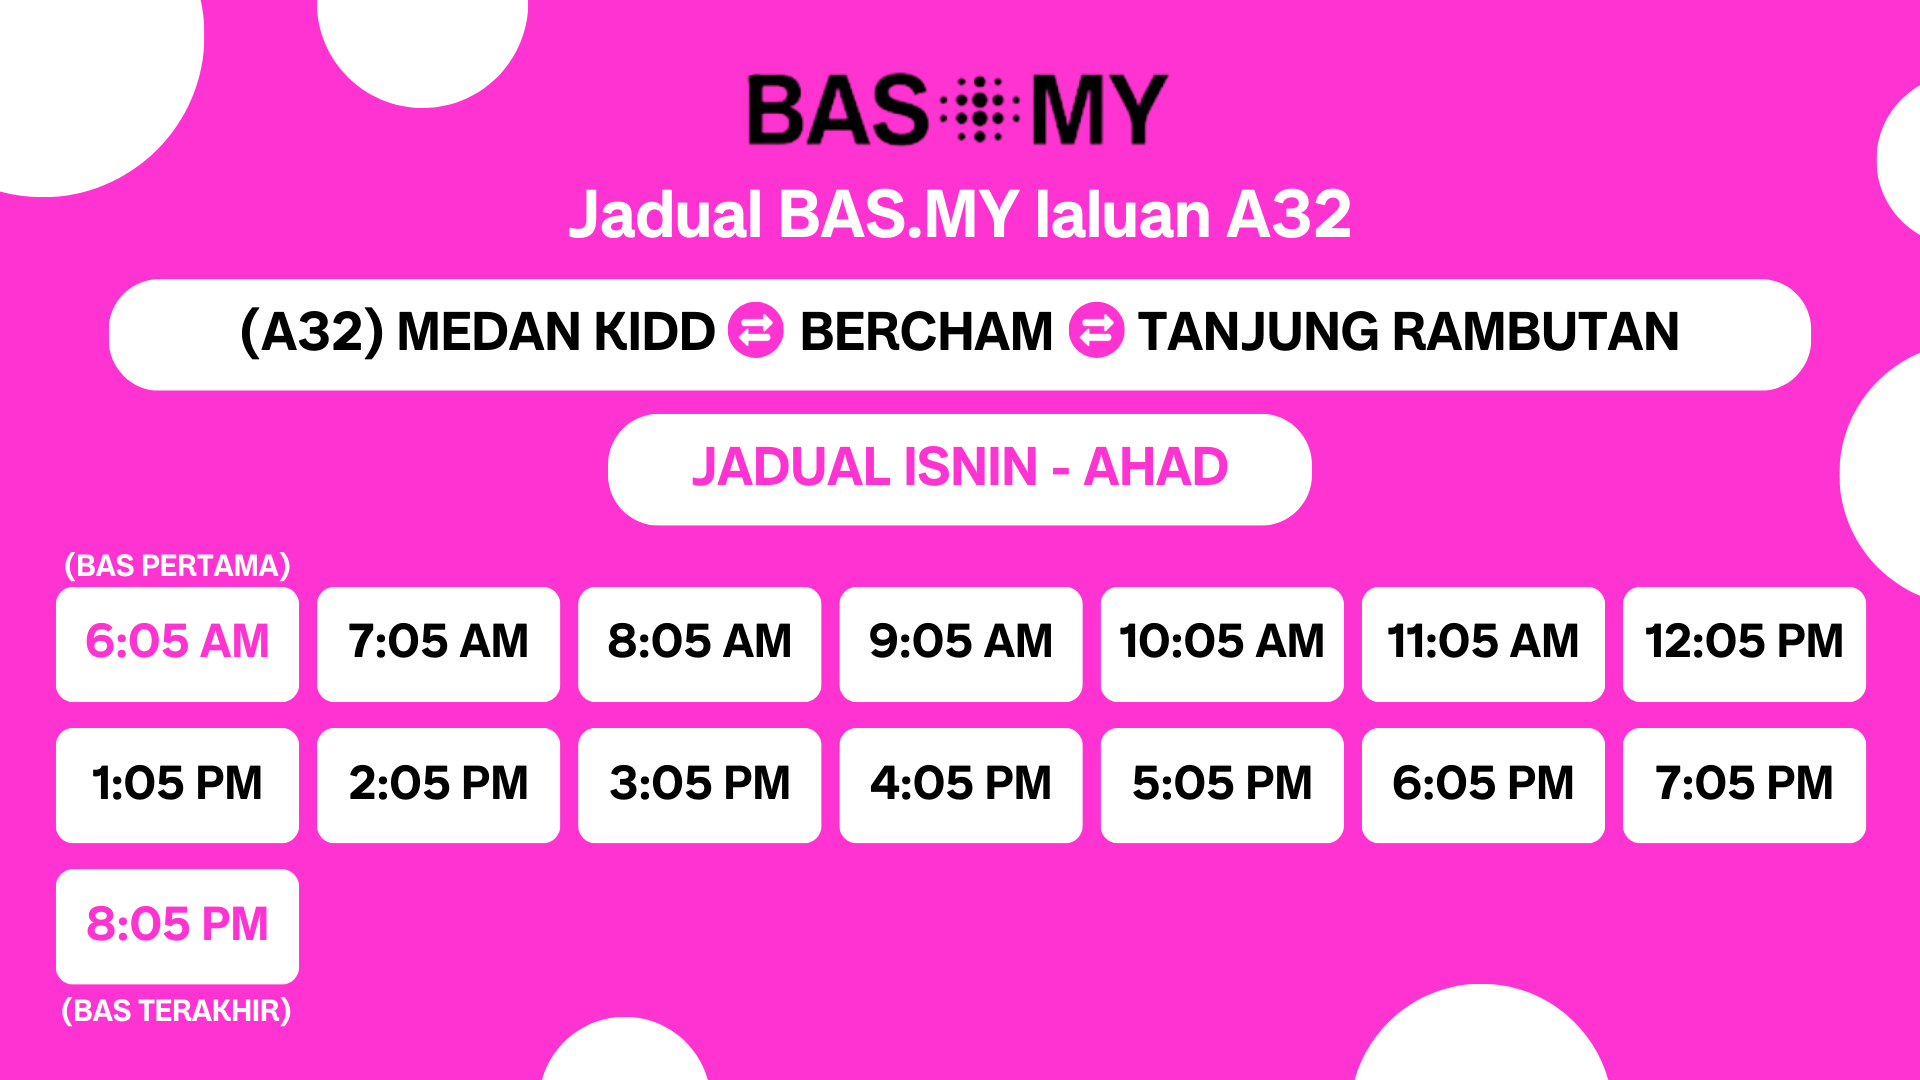 BAS MY
Jadual BAS.MY laluan A32
(A32) MEDAN KIDD BERCHAM TANJUNG RAMBUTAN
JADUAL ISNIN - AHAD
(BAS PERTAMA)
6:05 AM 7:05 AM 8:05 AM 9:05 AM 10:05 AM 11:05 AM 12:05 PM
1:05 PM 2:05 PM 3:05 PM 4:05 PM 5:05 PM 6:05 PM 7:05 PM
8:05 PM
(BAS TERAKHIR)